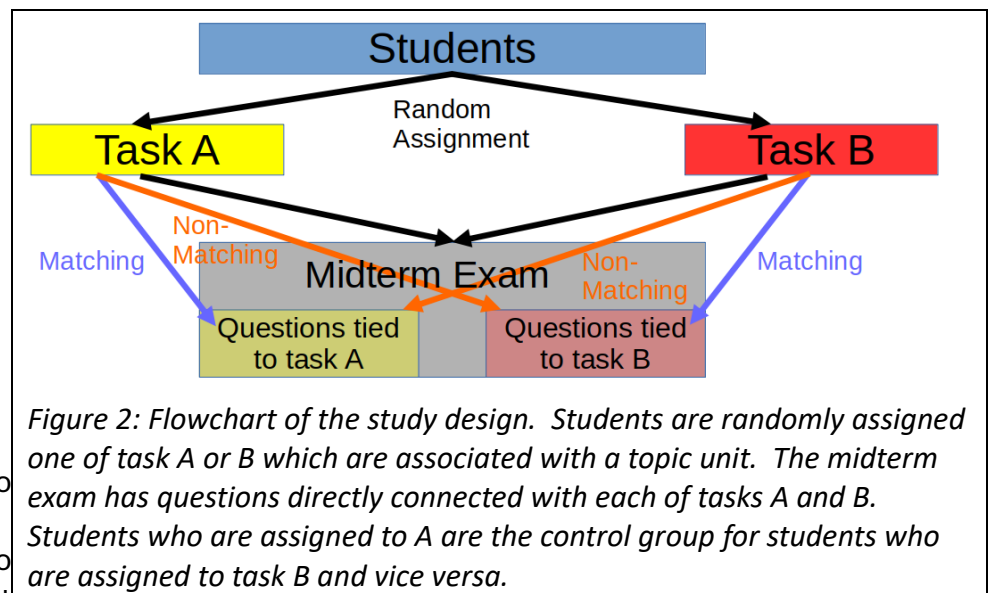 Students
Random
Assignment
Task A
Task B
Non-
Matching
Matching
Non-
Matching
Matching
Midterm Exam
Questions tied
to task A
Questions tied
to task B
Figure 2: Flowchart of the study design. Students are randomly assigned
one of task A or B which are associated with a topic unit. The midterm
exam has questions directly connected with each of tasks A and B.
Students who are assigned to A are the control group for students who
are assigned to task B and vice versa.